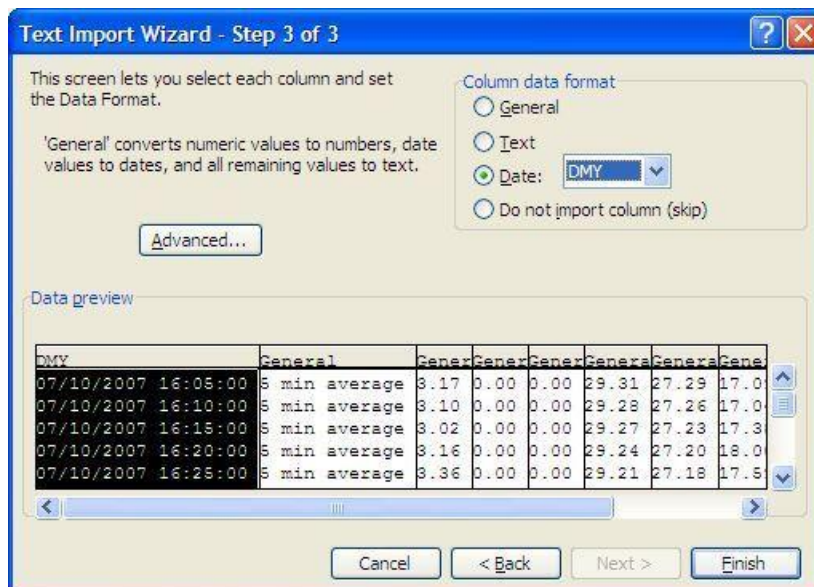 Text Import Wizard - Step 3 of 3
This screen lets you select each column and set
the Data Format.
'General' converts numeric values to numbers, date
values to dates, and all remaining values to text.
Advanced...
Column data format
General
Text
Date: DMY
Do not import column (skip)
Data preview
DMY General Gener Gener Gener Genera Genera Gene
07/10/2007 16:05:00 5 min average 3.17 0.00 0.00 29.31 27.29
07/10/2007 16:10:00 5 min average 3.10 0.00 0.00 29.28 27.26
07/10/2007 16:15:00 5 min average 3.02 0.00 0.00 29.27 27.23
07/10/2007 16:20:00 5 min average 3.16 0.00 0.00 29.24 27.20
07/10/2007 16:25:00 5 min average 3.36 0.00 0.00 29.21 27.18
Cancel < Back Next > Finish